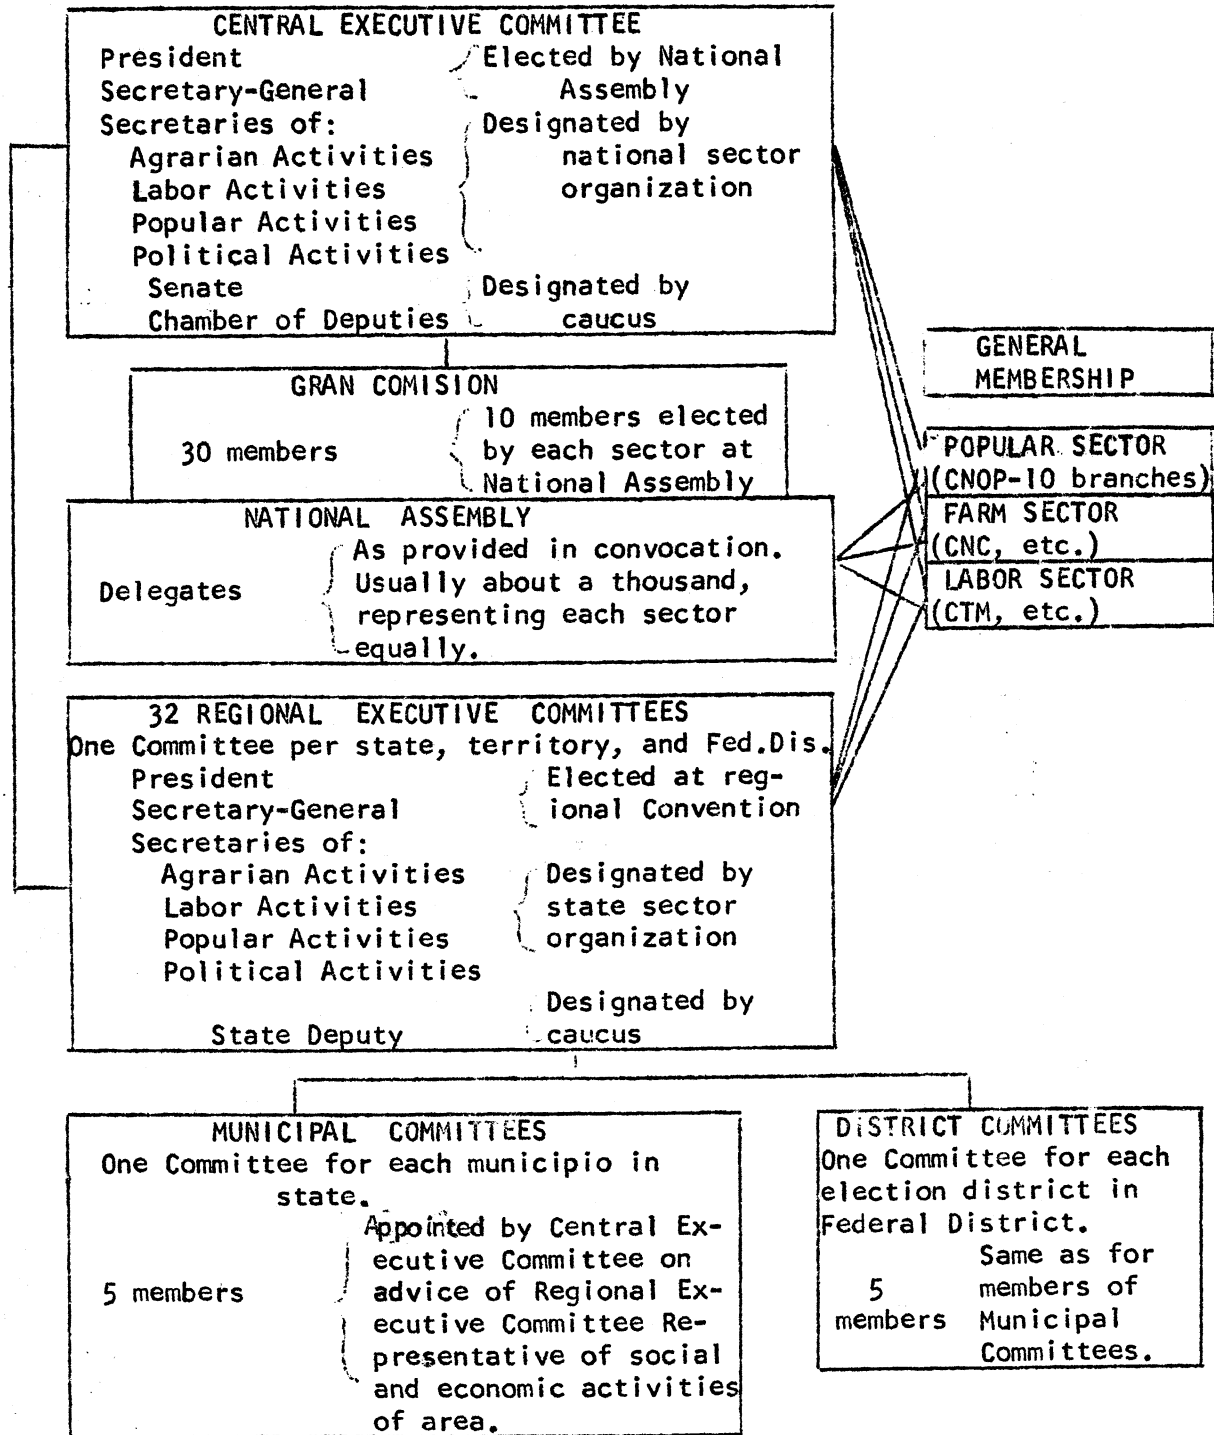 CENTRAL EXECUTIVE COMMITTEE
President Elected by National
Secretary-General Assembly
Secretaries of: Designated by
Agrarian Activities national sector
Labor Activities organization
Popular Activities
Political Activities
Senate Designated by
Chamber of Deputies caucus
GRAN COMISION
10 members elected
30 members by each sector at
National Assembly
NATIONAL ASSEMBLY
As provided in convocation.
Delegates Usually about a thousand,
representing each sector
equally.
GENERAL
MEMBERSHIP
POPULAR SECTOR
(CNOP-10 branches)
FARM SECTOR
(CNC, etc.)
LABOR SECTOR
(CTM, etc.)
32 REGIONAL EXECUTIVE COMMITTEES
One Committee per state, territory, and Fed.Dis.
President Elected at reg-
Secretary-General ional Convention
Secretaries of:
Agrarian Activities Designated by
Labor Activities state sector
Popular Activities organization
Political Activities
Designated by
State Deputy caucus
MUNICIPAL COMMITTEES
One Committee for each municipio in
state.
Appointed by Central Ex-
ecutive Committee on
5 members advice of Regional Ex-
ecutive Committee Re-
presentative of social
and economic activities
of area.
DISTRICT COMMITTEES
One Committee for each
election district in
Federal District.
Same as for
5 members of
members Municipal
Committees.